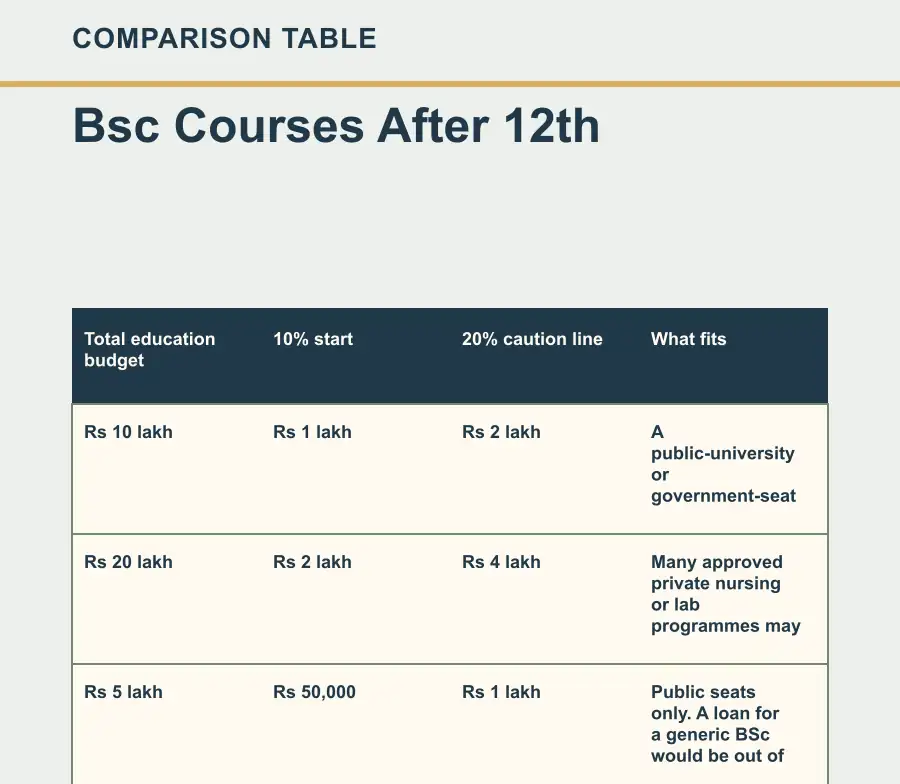 COMPARISON TABLE
Bsc Courses After 12th
Total education
budget
10% start
20% caution line
What fits
Rs 10 lakh
Rs 1 lakh
Rs 2 lakh
A
public-university
or
government-seat
Rs 20 lakh
Rs 2 lakh
Rs 4 lakh
Many approved
private nursing
or lab
programmes may
Rs 5 lakh
Rs 50,000
Rs 1 lakh
Public seats
only. A loan for
a generic BSc
would be out of